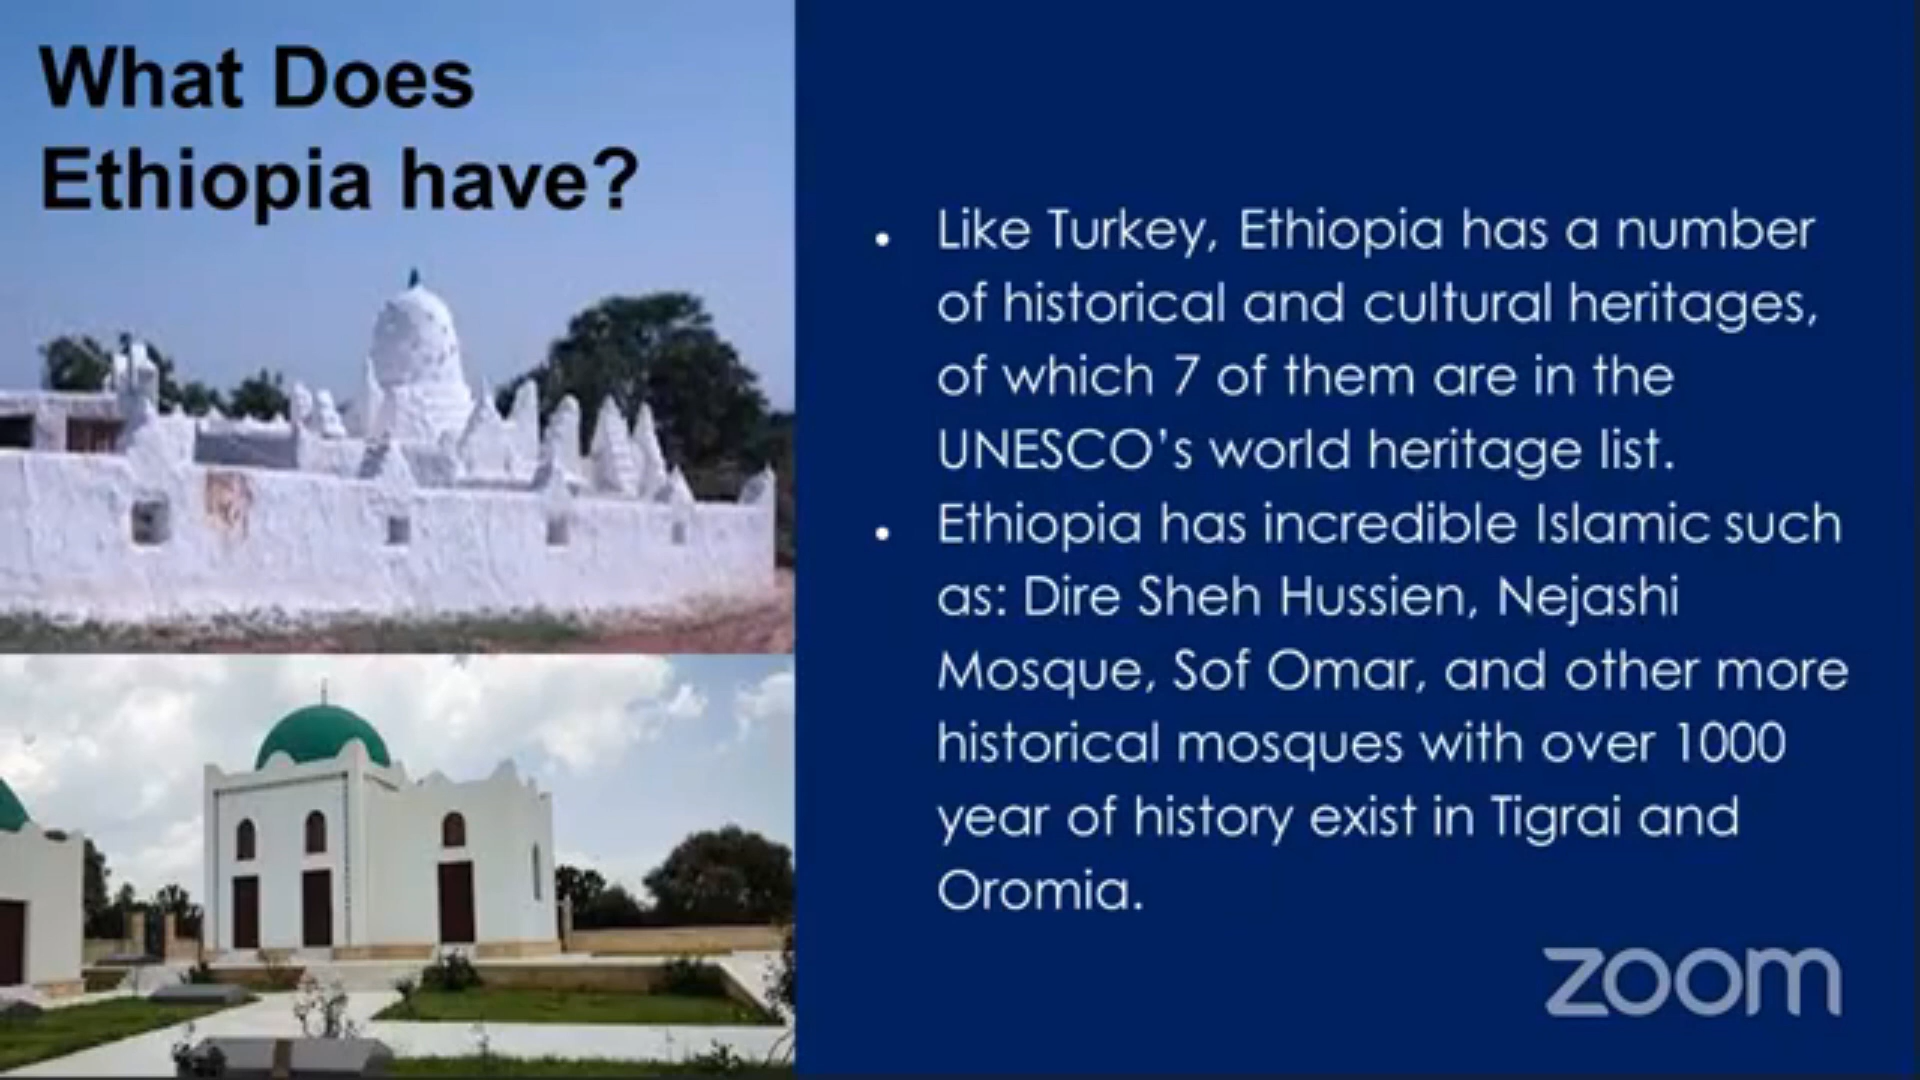 What Does
Ethiopia have?
• Like Turkey, Ethiopia has a number
of historical and cultural heritages,
of which 7 of them are in the
UNESCO’s world heritage list.
• Ethiopia has incredible Islamic such
as: Dire Sheh Hussien, Nejashi
Mosque, Sof Omar, and other more
historical mosques with over 1000
year of history exist in Tigrai and
Oromia.
zoom